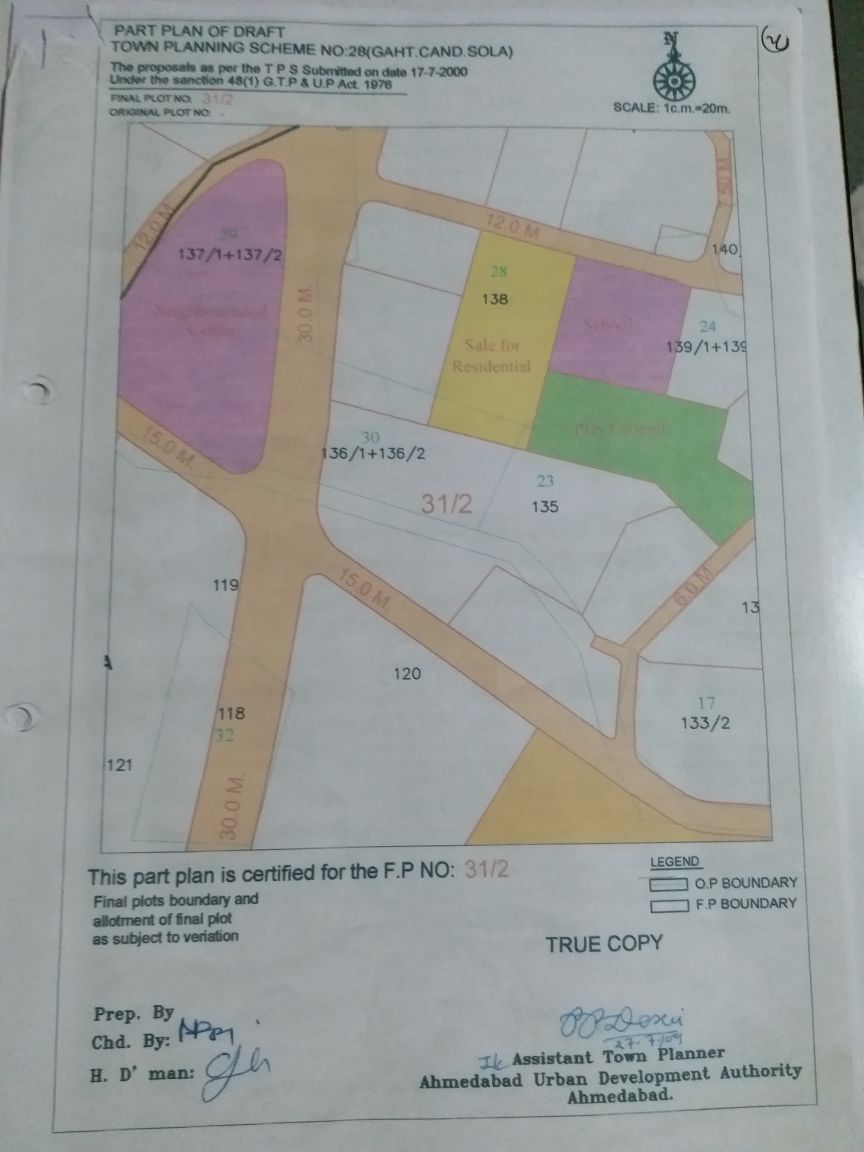 PART PLAN OF DRAFT
TOWN PLANNING SCHEME NO:28(GAHT.CAND.SOLA)
The proposals as per the T P S Submitted on date 17-7-2000
Under the sanction 48(1) G.T.P & U.P Act. 1976
FINAL PLOT NO: 31/2
ORIGINAL PLOT NO: -
N
SCALE: 1c.m.=20m.
12.0 M
29
137/1+137/2
Neighbourhood
Center
30.0 M.
12.0 M
7.50 M
140
28
138
Sale for
Residential
School
24
139/1+139
15.0 M.
30
136/1+136/2
Play Ground
23
135
31/2
119
15.0 M.
6.0 M
13
120
118
32
17
133/2
121
30.0 M.
This part plan is certified for the F.P NO: 31/2
Final plots boundary and
allotment of final plot
as subject to veriation
LEGEND
O.P BOUNDARY
F.P BOUNDARY
TRUE COPY
Prep. By
Chd. By:
H. D' man:
27.7.09
Assistant Town Planner
Ahmedabad Urban Development Authority
Ahmedabad.